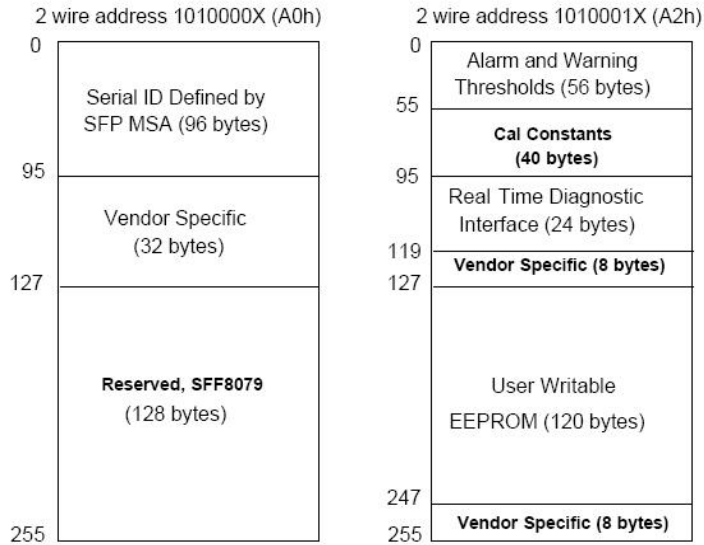 2 wire address 1010000X (A0h)
0
Serial ID Defined by
SFP MSA (96 bytes)
95
Vendor Specific
(32 bytes)
127
Reserved, SFF8079
(128 bytes)
255
2 wire address 1010001X (A2h)
0
Alarm and Warning
Thresholds (56 bytes)
55
Cal Constants
(40 bytes)
95
Real Time Diagnostic
Interface (24 bytes)
119
Vendor Specific (8 bytes)
127
User Writable
EEPROM (120 bytes)
247
Vendor Specific (8 bytes)
255